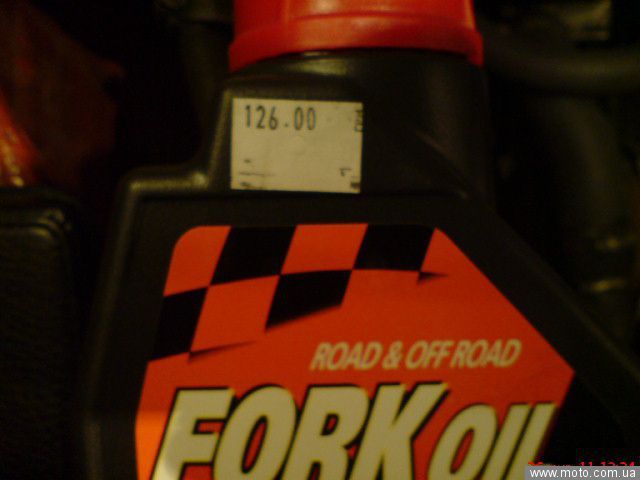 126.00
ROAD & OFF ROAD
FORK OIL
www.moto.com.ua